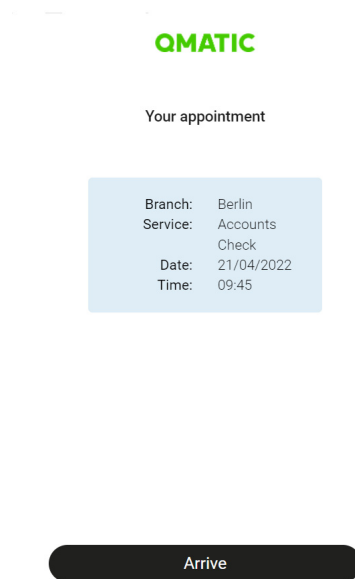 QMATIC
Your appointment
Branch: Berlin
Service: Accounts
Check
Date: 21/04/2022
Time: 09:45
Arrive